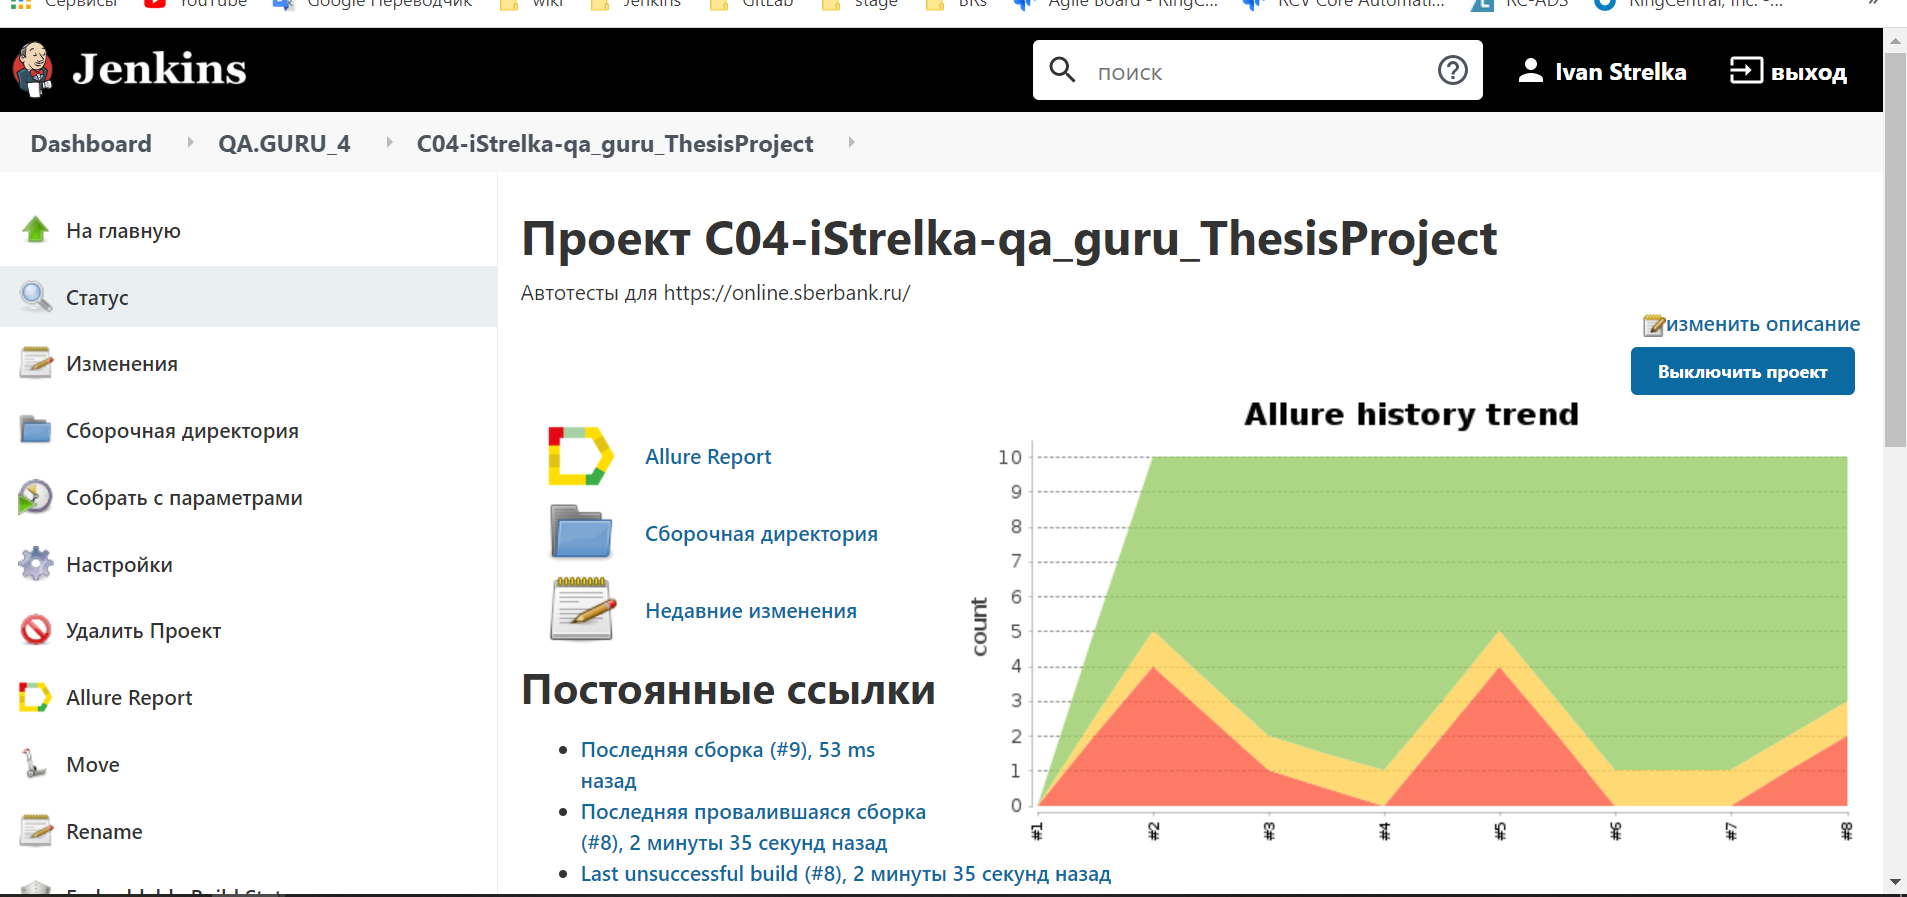 Сервисы YouTube Google Переводчик wiki Jenkins GitLab stage BRs Agile Board - RingC... RCV Core Automati... RC-ADS RingCentral, Inc. -... »
Jenkins
поиск
Ivan Strelka
выход
Dashboard QA.GURU_4 C04-iStrelka-qa_guru_ThesisProject
На главную
Статус
Изменения
Сборочная директория
Собрать с параметрами
Настройки
Удалить Проект
Allure Report
Move
Rename
Embeddable Build Stat
Проект C04-iStrelka-qa_guru_ThesisProject
Автотесты для https://online.sberbank.ru/
изменить описание
Выключить проект
Allure Report
Сборочная директория
Недавние изменения
Allure history trend
count
10
9
8
7
6
5
4
3
2
1
0
#1 #2 #3 #4 #5 #6 #7 #8
Постоянные ссылки
Последняя сборка (#9), 53 ms
назад
Последняя провалившаяся сборка
(#8), 2 минуты 35 секунд назад
Last unsuccessful build (#8), 2 минуты 35 секунд назад